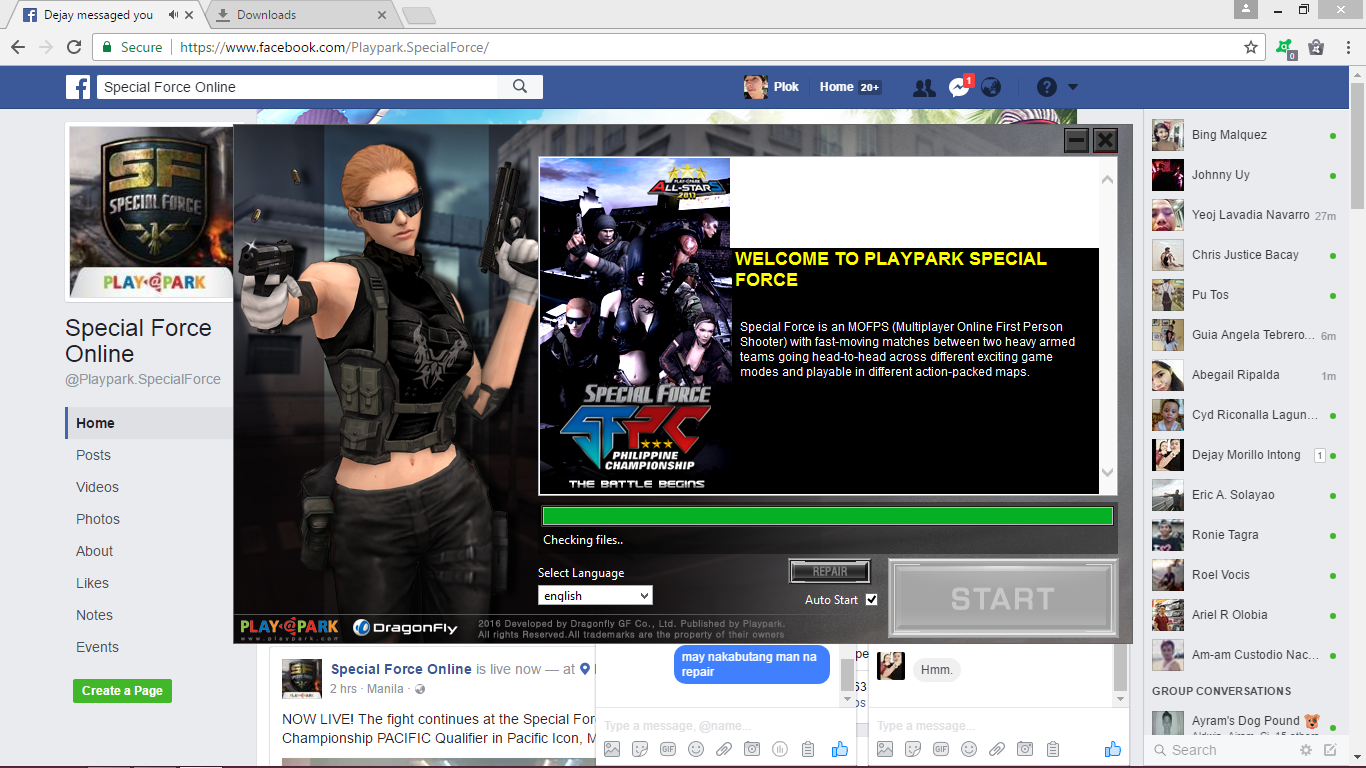 Dejay messaged you
Downloads
Secure
https://www.facebook.com/Playpark.SpecialForce/
0
Special Force Online
Plok
Home 20+
1
SF
SPECIAL FORCE
PLAY@PARK
Special Force
Online
@Playpark.SpecialForce
Home
Posts
Videos
Photos
About
Likes
Notes
Events
Create a Page
PLAY@PARK
ALL-STAR
SPECIAL FORCE
SFPC
PHILIPPINE
CHAMPIONSHIP
THE BATTLE BEGINS
WELCOME TO PLAYPARK SPECIAL
FORCE
Special Force is an MOFPS (Multiplayer Online First Person
Shooter) with fast-moving matches between two heavy armed
teams going head-to-head across different exciting game
modes and playable in different action-packed maps.
Checking files..
Select Language
english
REPAIR
Auto Start
START
PLAY@PARK
www.playpark.com
DRAGONFLY
2016 Developed by Dragonfly GF Co., Ltd. Published by Playpark.
All rights Reserved.All trademarks are the property of their owners
Special Force Online is live now — at
2 hrs · Manila ·
NOW LIVE! The fight continues at the Special For
Championship PACIFIC Qualifier in Pacific Icon, M
may nakabutang man na
repair
Type a message, @name...
GIF
pe
63
os
Hmm.
Type a message...
GIF
Bing Malquez
Johnny Uy
Yeoj Lavadia Navarro 27m
Chris Justice Bacay
Pu Tos
Guia Angela Tebrero... 6m
Abegail Ripalda 1m
Cyd Riconalla Lagun...
Dejay Morillo Intong 1
Eric A. Solayao
Ronie Tagra
Roel Vocis
Ariel R Olobia
Am-am Custodio Nac...
GROUP CONVERSATIONS
Ayram's Dog Pound
Search